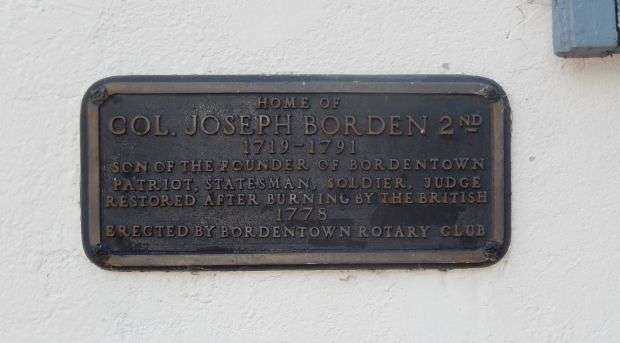 HOME OF
COL. JOSEPH BORDEN 2ND
1719-1791
SON OF THE FOUNDER OF BORDENTOWN
PATRIOT, STATESMAN, SOLDIER, JUDGE
RESTORED AFTER BURNING BY THE BRITISH
1778
ERECTED BY BORDENTOWN ROTARY CLUB